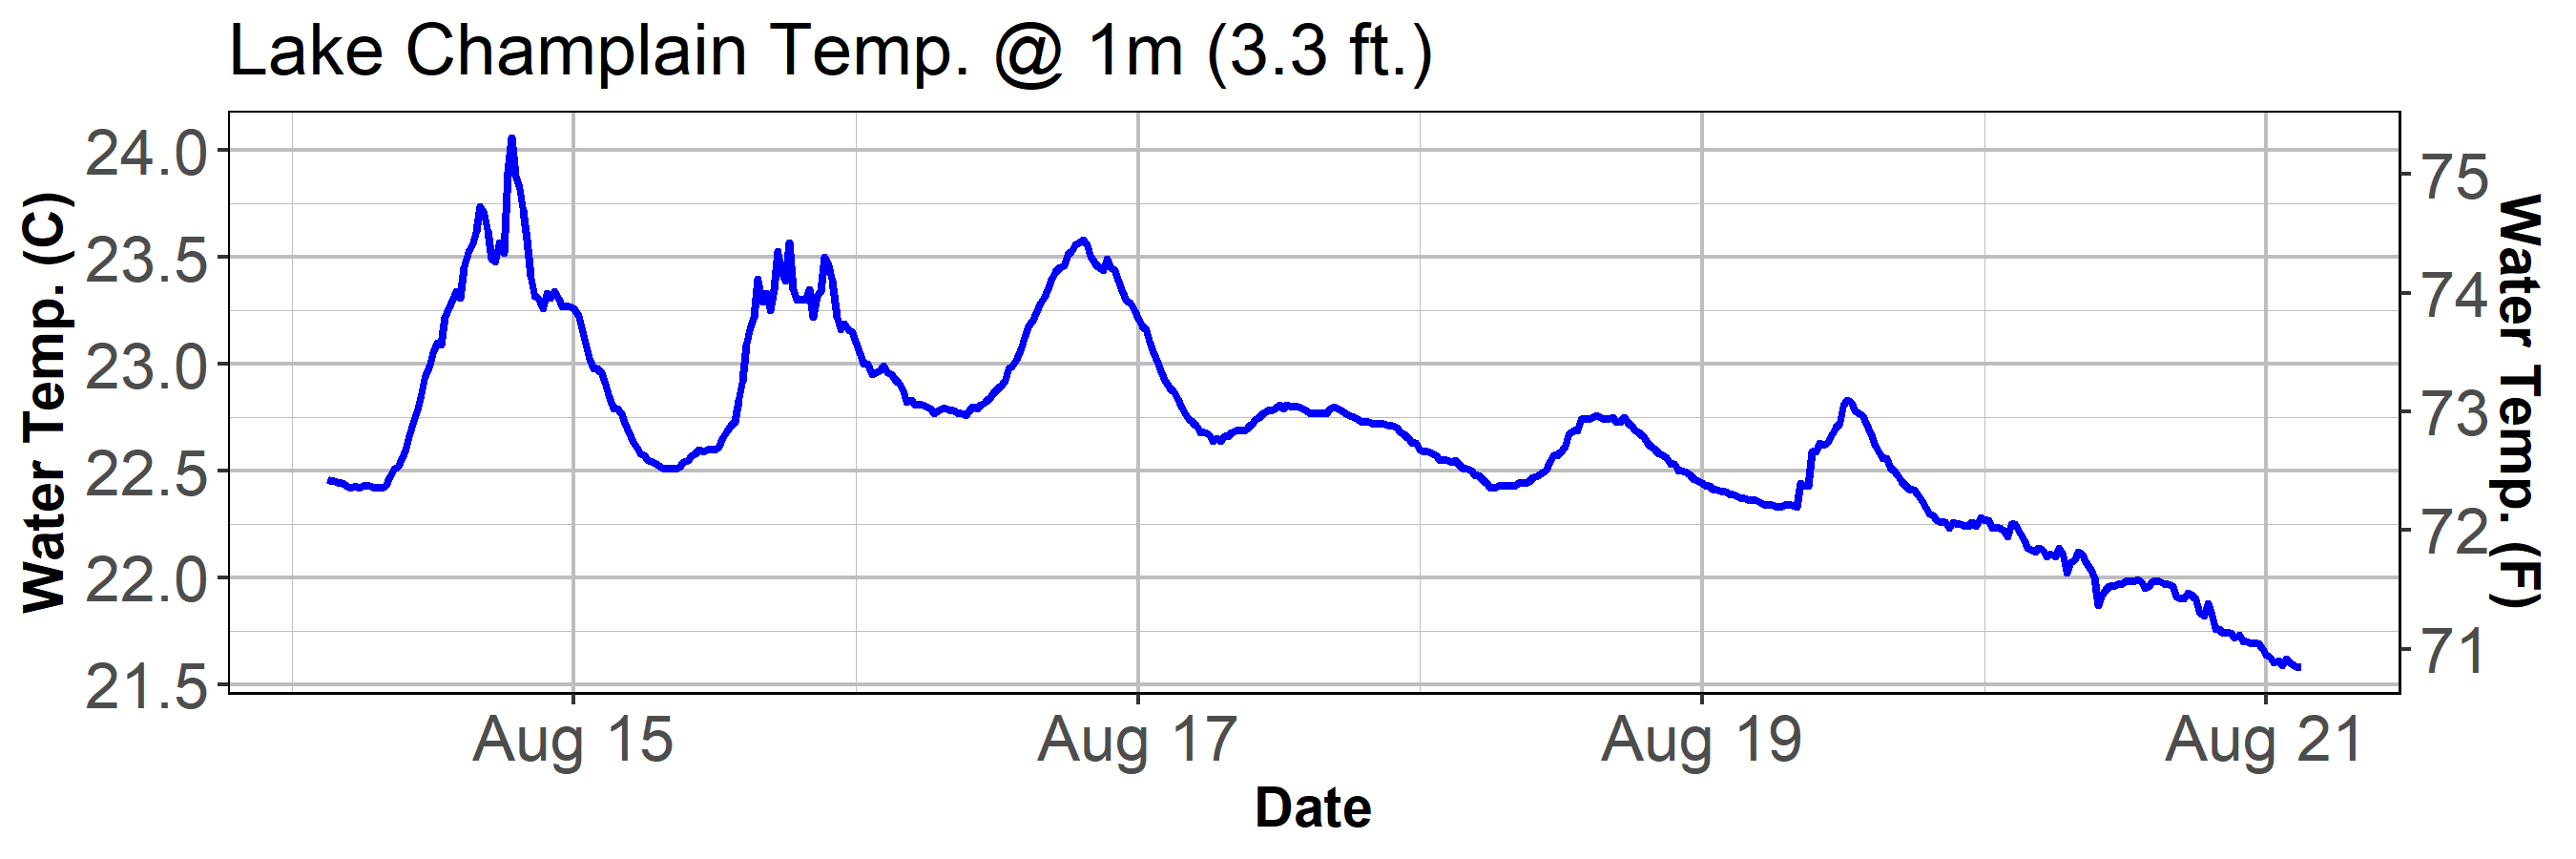 Lake Champlain Temp. @ 1m (3.3 ft.)
Water Temp. (C)
24.0
23.5
23.0
22.5
22.0
21.5
75
74
73
72
71
Water Temp. (F)
Aug 15 Aug 17 Aug 19 Aug 21
Date